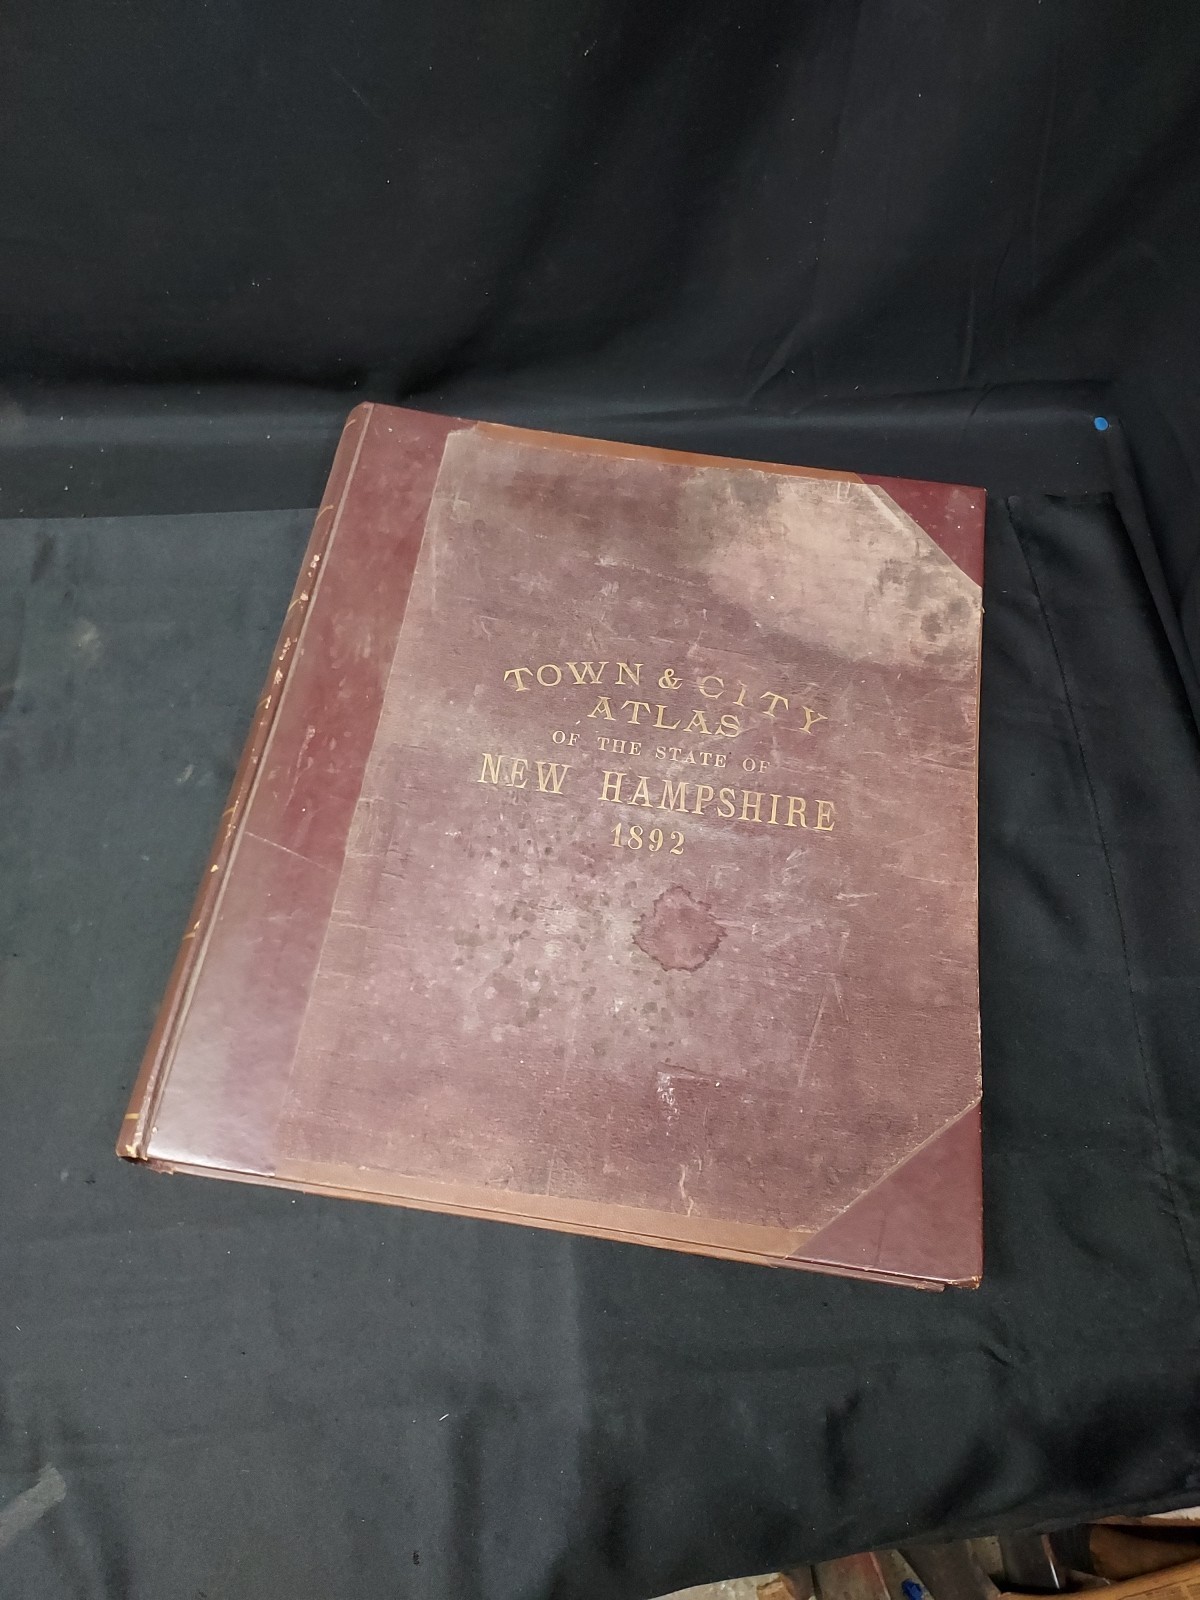 TOWN & CITY
ATLAS
OF THE STATE OF
NEW HAMPSHIRE
1892